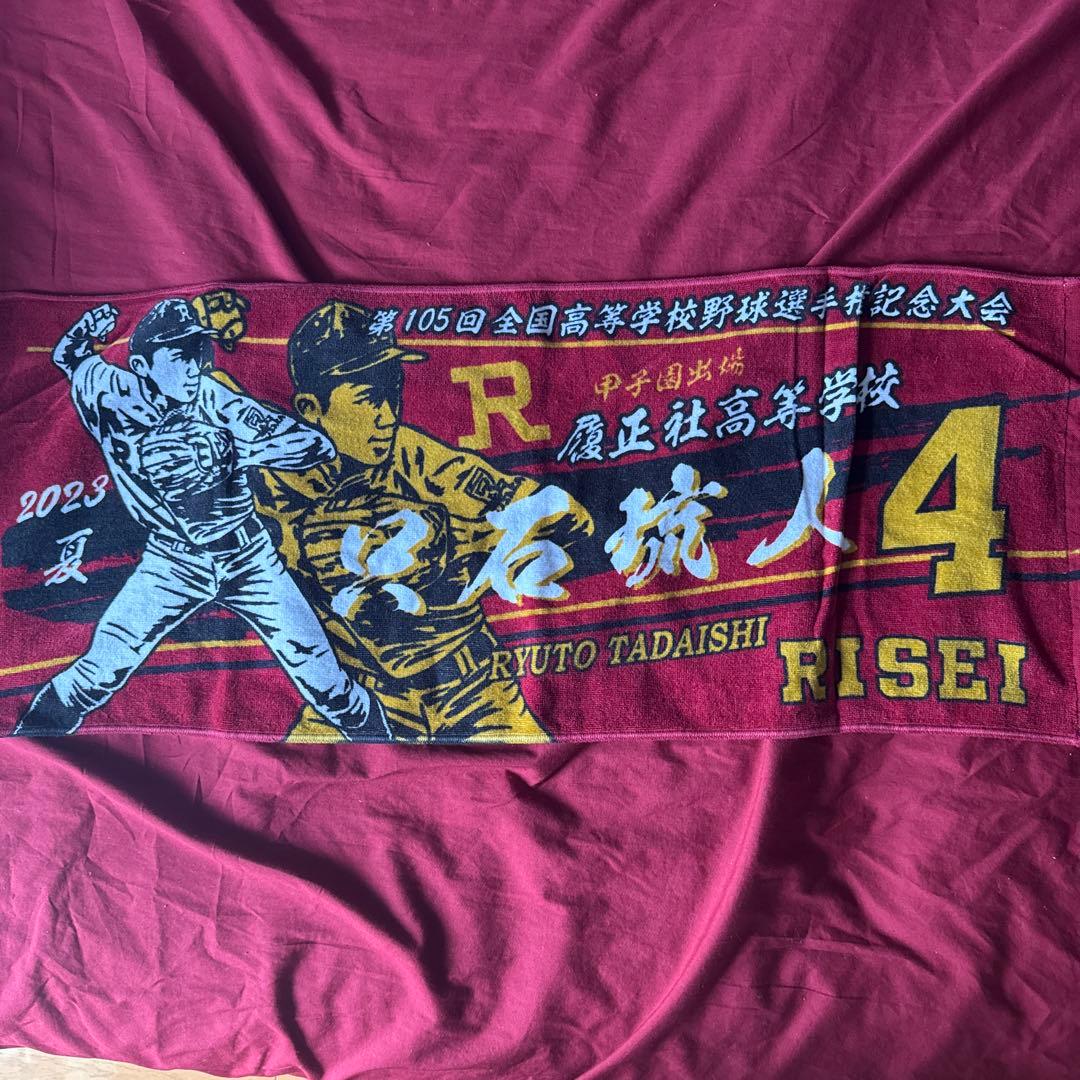 第105回全国高等学校野球選手権記念大会
R
甲子園出場
履正社高等学校
2023
夏
只石琉人
4
RYUTO TADAISHI
RISEI